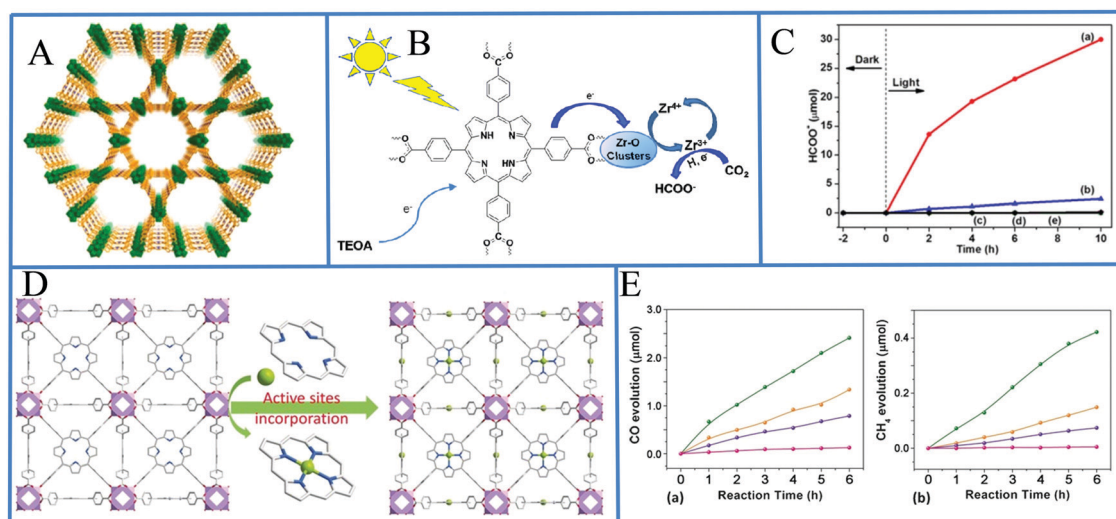 A
B
C
O
O
O
O
O
O
O
O
NH
N
N
HN
e-
e-
TEOA
Zr-O
Clusters
Zr4+
Zr3+
H, e-
CO2
HCOO-
HCOO- (μmol)
30
25
20
15
10
5
0
Dark
Light
(a)
(b)
(c)
(d)
(e)
-2 0 2 4 6 8 10
Time (h)
D
Active sites
incorporation
E
CO evolution (μmol)
3.0
2.0
1.0
0.0
0 1 2 3 4 5 6
(a)
Reaction Time (h)
CH4 evolution (μmol)
0.4
0.2
0.0
0 1 2 3 4 5 6
(b)
Reaction Time (h)